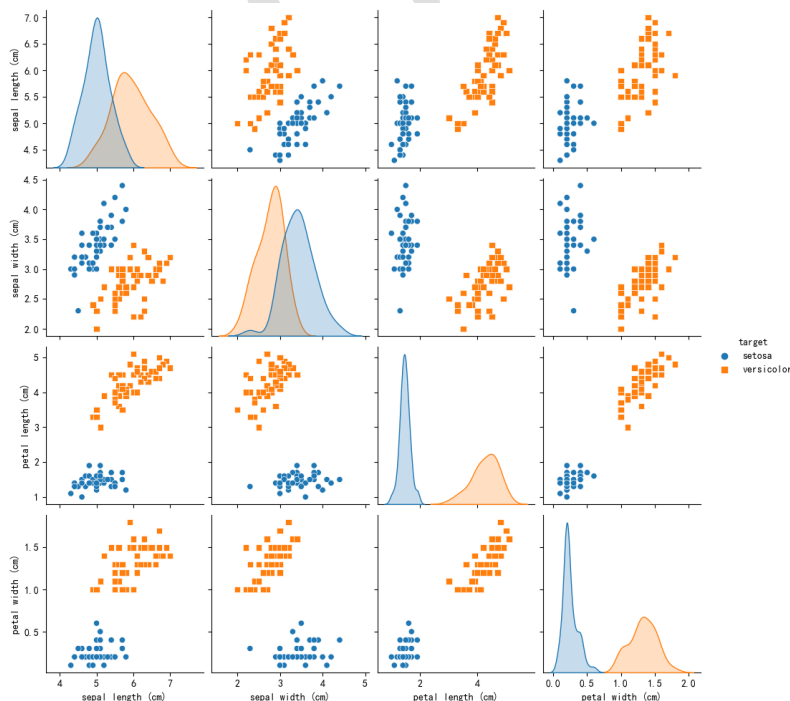 7.0
6.5
6.0
5.5
5.0
4.5
sepal length (cm)
4.5
4.0
3.5
3.0
2.5
2.0
sepal width (cm)
5
4
3
2
1
petal length (cm)
target
setosa
versicolor
1.5
1.0
0.5
petal width (cm)
4 5 6 7
sepal length (cm)
2 3 4 5
sepal width (cm)
2 4
petal length (cm)
0.0 0.5 1.0 1.5 2.0
petal width (cm)